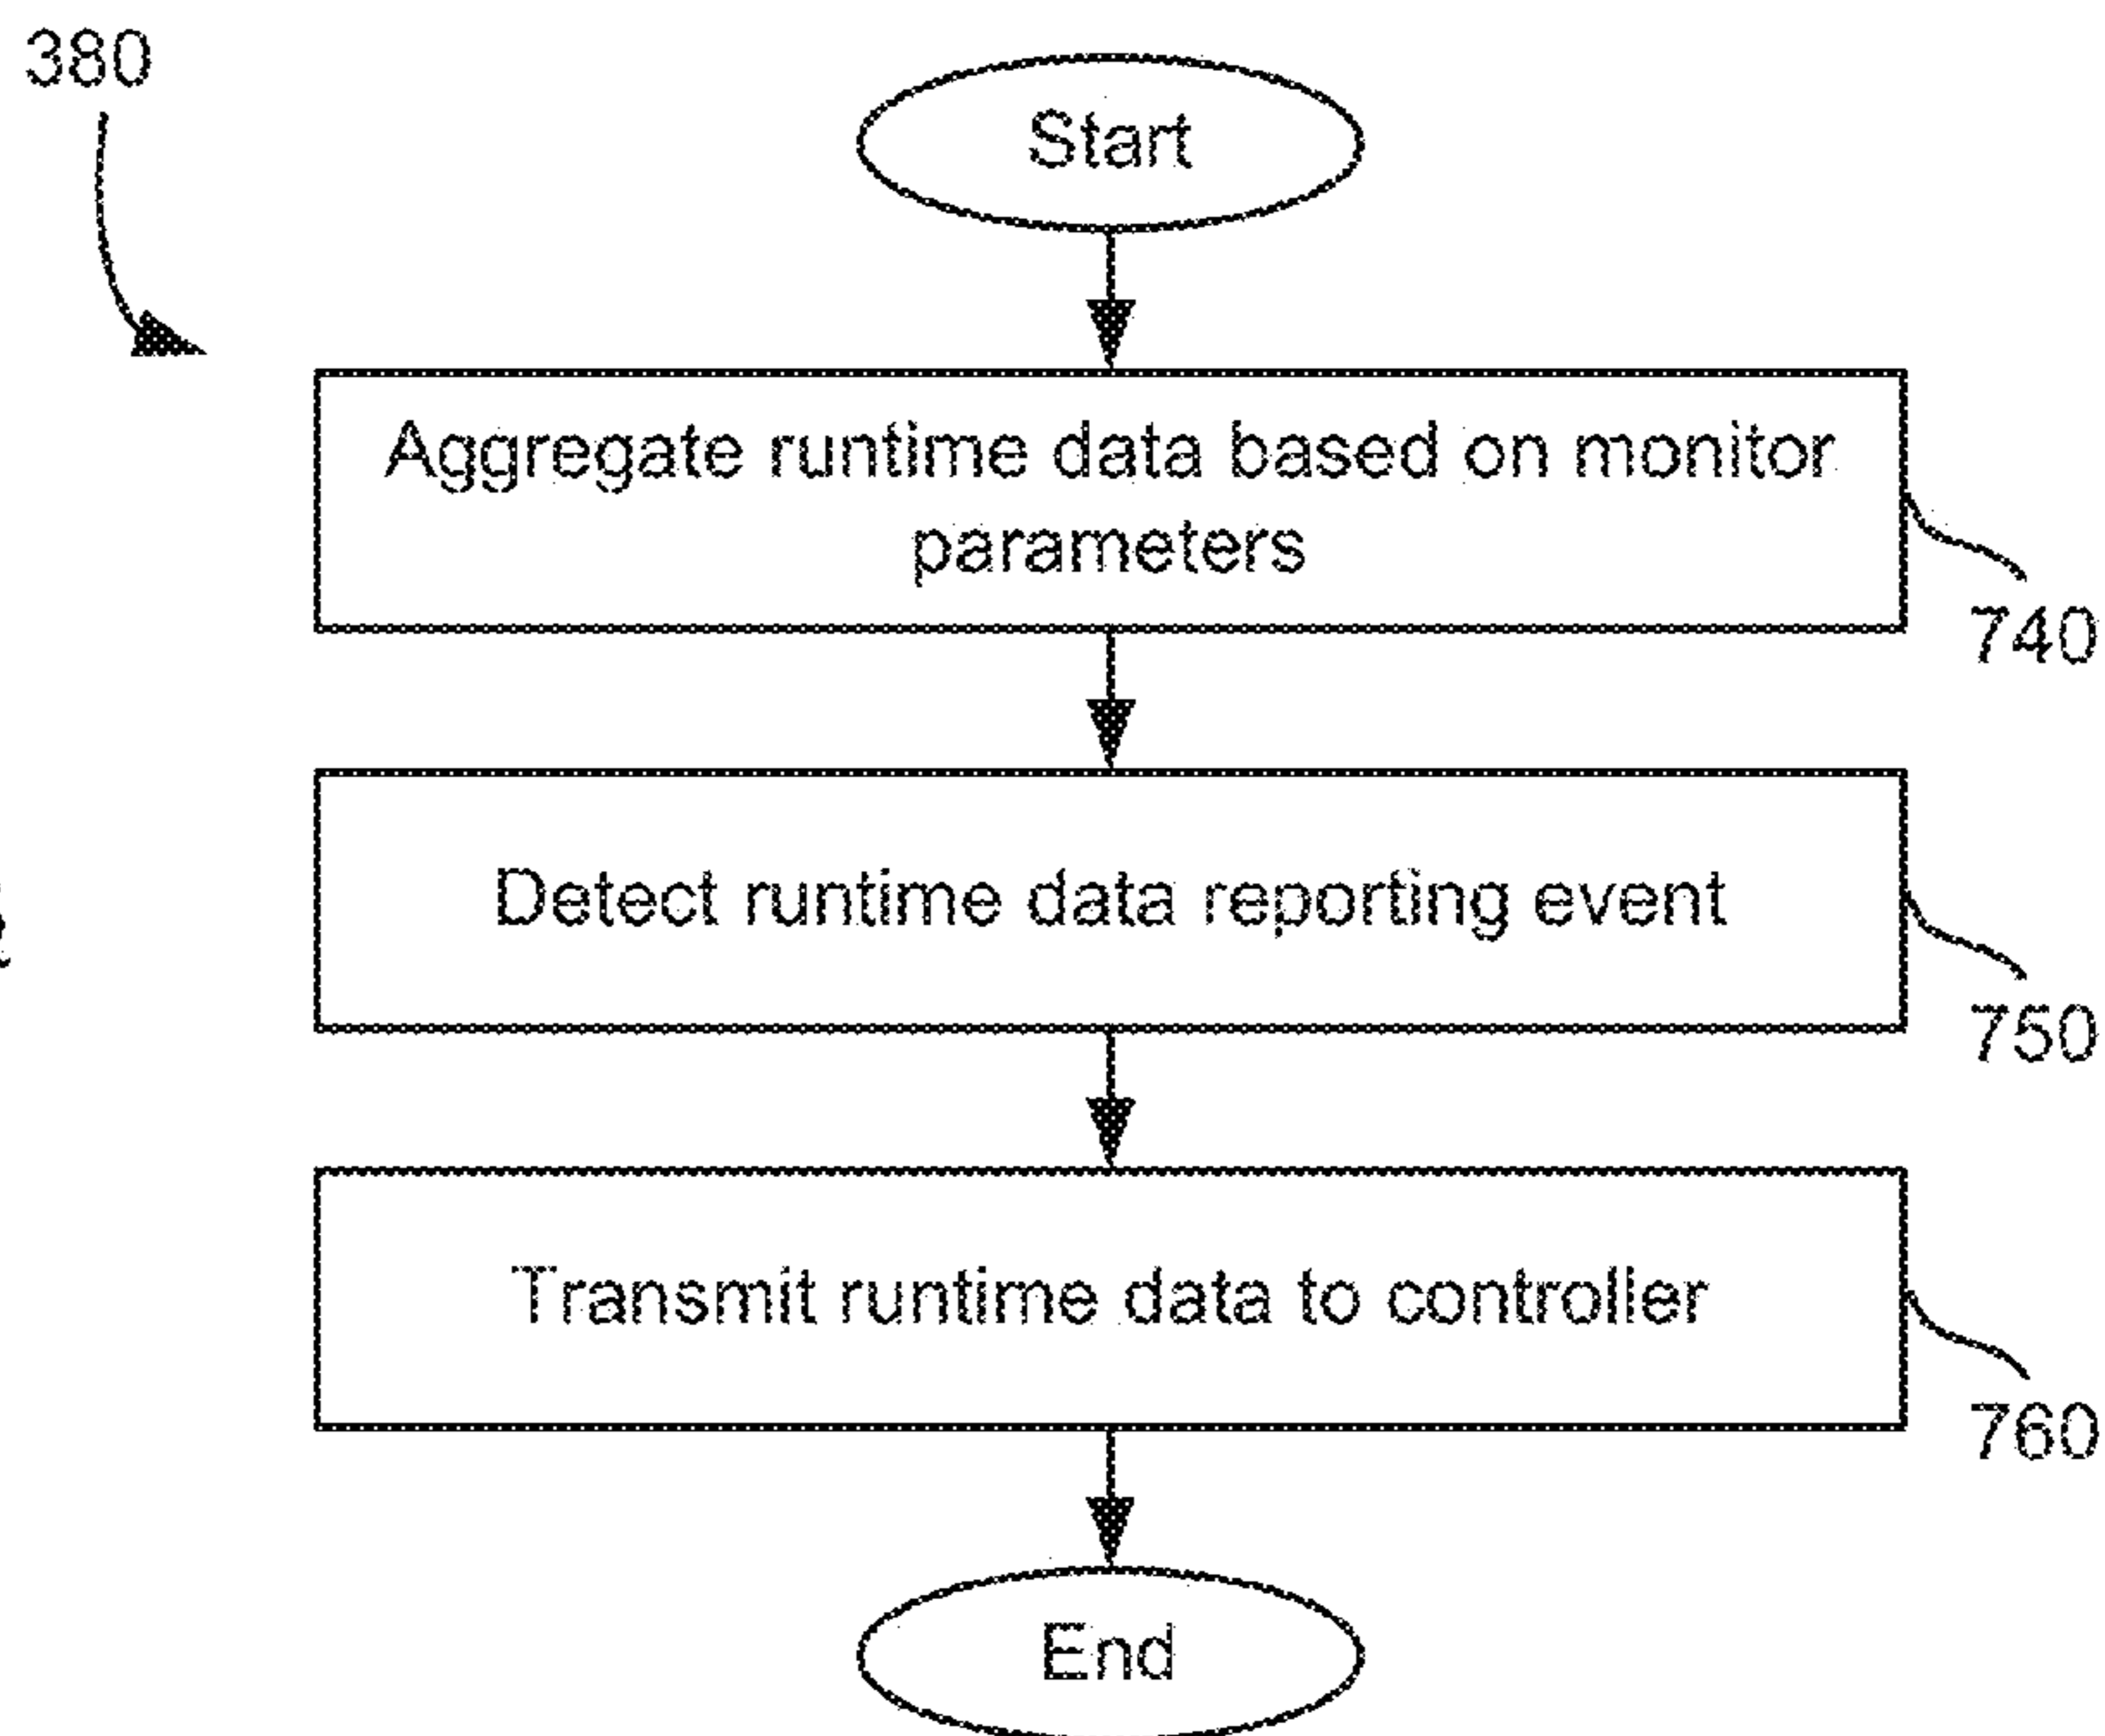 380
Start
Aggregate runtime data based on monitor
parameters
740
Detect runtime data reporting event
750
Transmit runtime data to controller
760
End